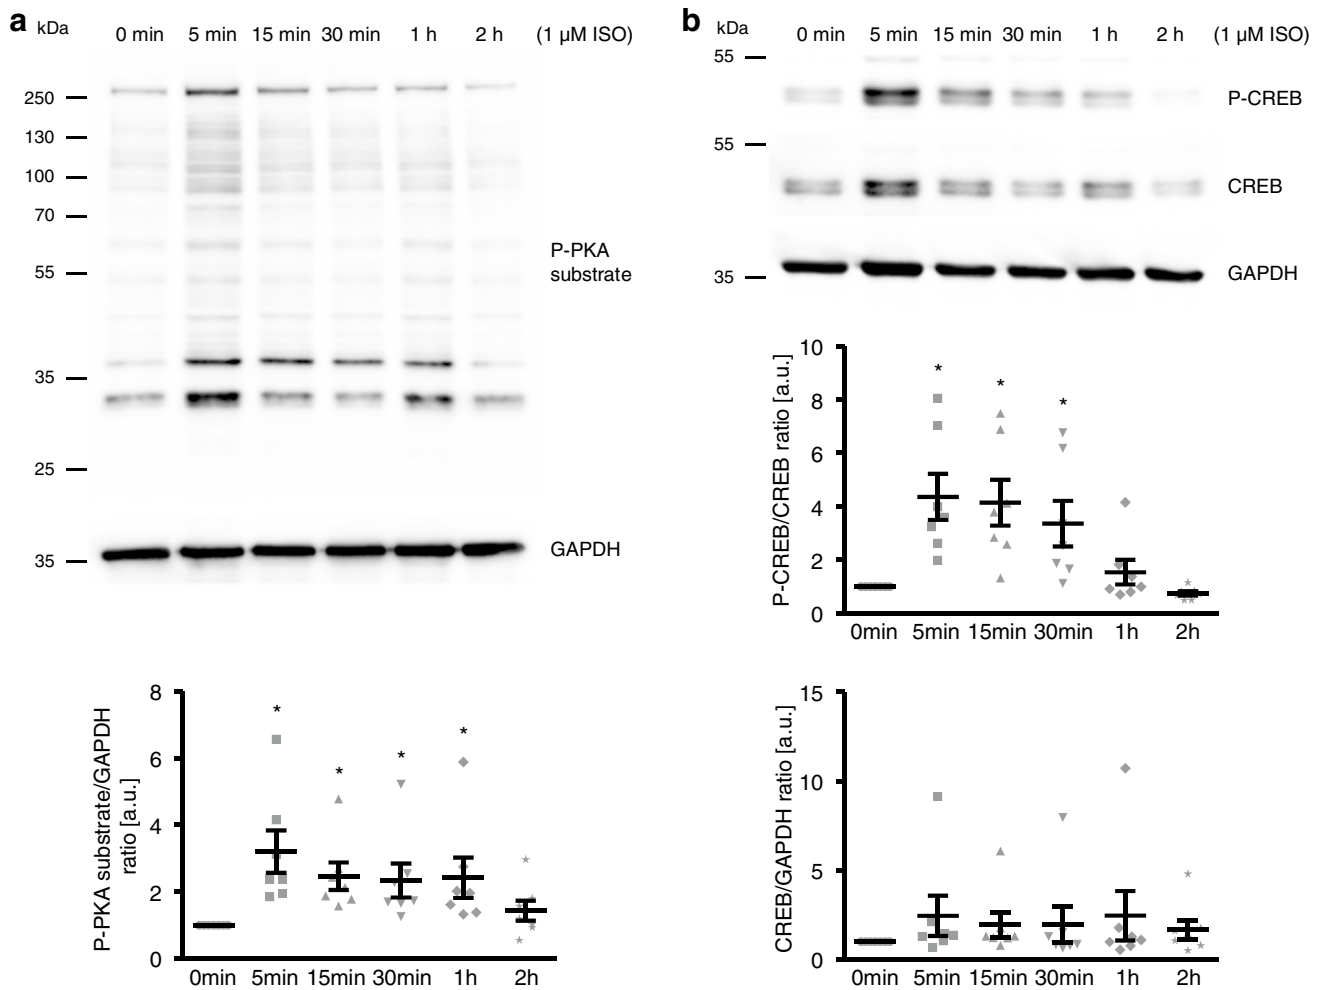 a
kDa 0 min 5 min 15 min 30 min 1 h 2 h (1 µM ISO)
250
130
100
70
P-PKA
substrate
55
35
25
GAPDH
35
8
6
4
2
0
P-PKA substrate/GAPDH
ratio [a.u.]
* * * *
0min 5min 15min 30min 1h 2h
b
kDa 0 min 5 min 15 min 30 min 1 h 2 h (1 µM ISO)
55
P-CREB
55
CREB
35
GAPDH
10
8
6
4
2
0
P-CREB/CREB ratio [a.u.]
* * *
0min 5min 15min 30min 1h 2h
15
10
5
0
CREB/GAPDH ratio [a.u.]
0min 5min 15min 30min 1h 2h